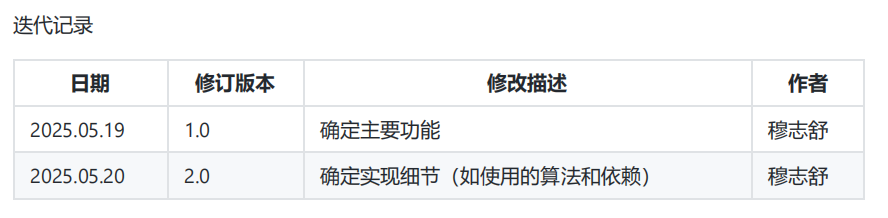 迭代记录
日期 修订版本 修改描述 作者
2025.05.19 1.0 确定主要功能 穆志舒
2025.05.20 2.0 确定实现细节（如使用的算法和依赖） 穆志舒